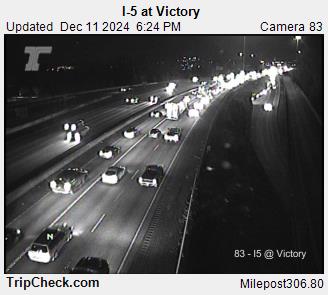 I-5 at Victory
Updated Dec 11 2024 6:24 PM Camera 83
83 - I5 @ Victory
TripCheck.com Milepost306.80